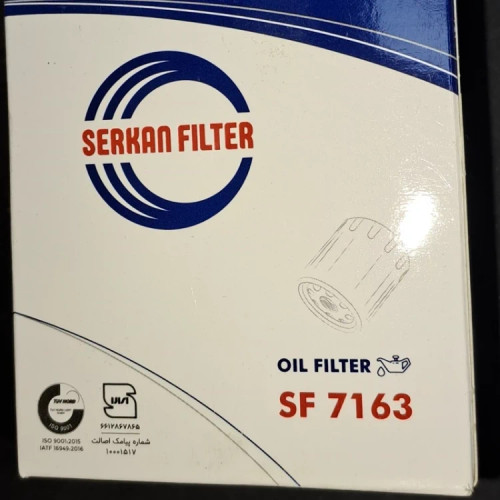 SERKAN FILTER
OIL FILTER
SF 7163
TÜV NORD
ISO 9001
ISO 9001:2015
IATF 16949:2016
۶۶۱۲۸۶۷۸۶۵
شماره پیامک اصالت
۱۰۰۰۱۵۱۷